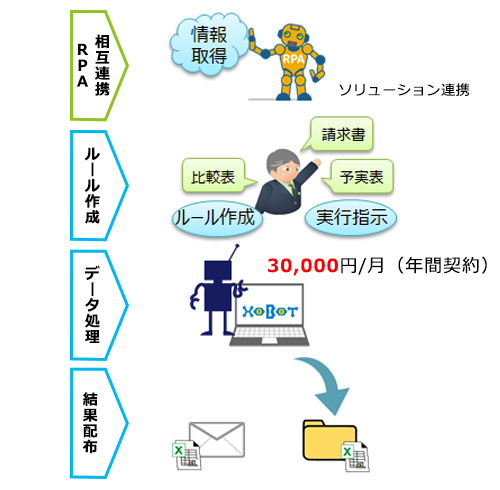 RPA
相互連携
情報
取得
RPA
ソリューション連携
ルール作成
請求書
比較表
予実表
ルール作成
実行指示
データ処理
30,000円/月（年間契約）
XoBoT
結果配布
X
X